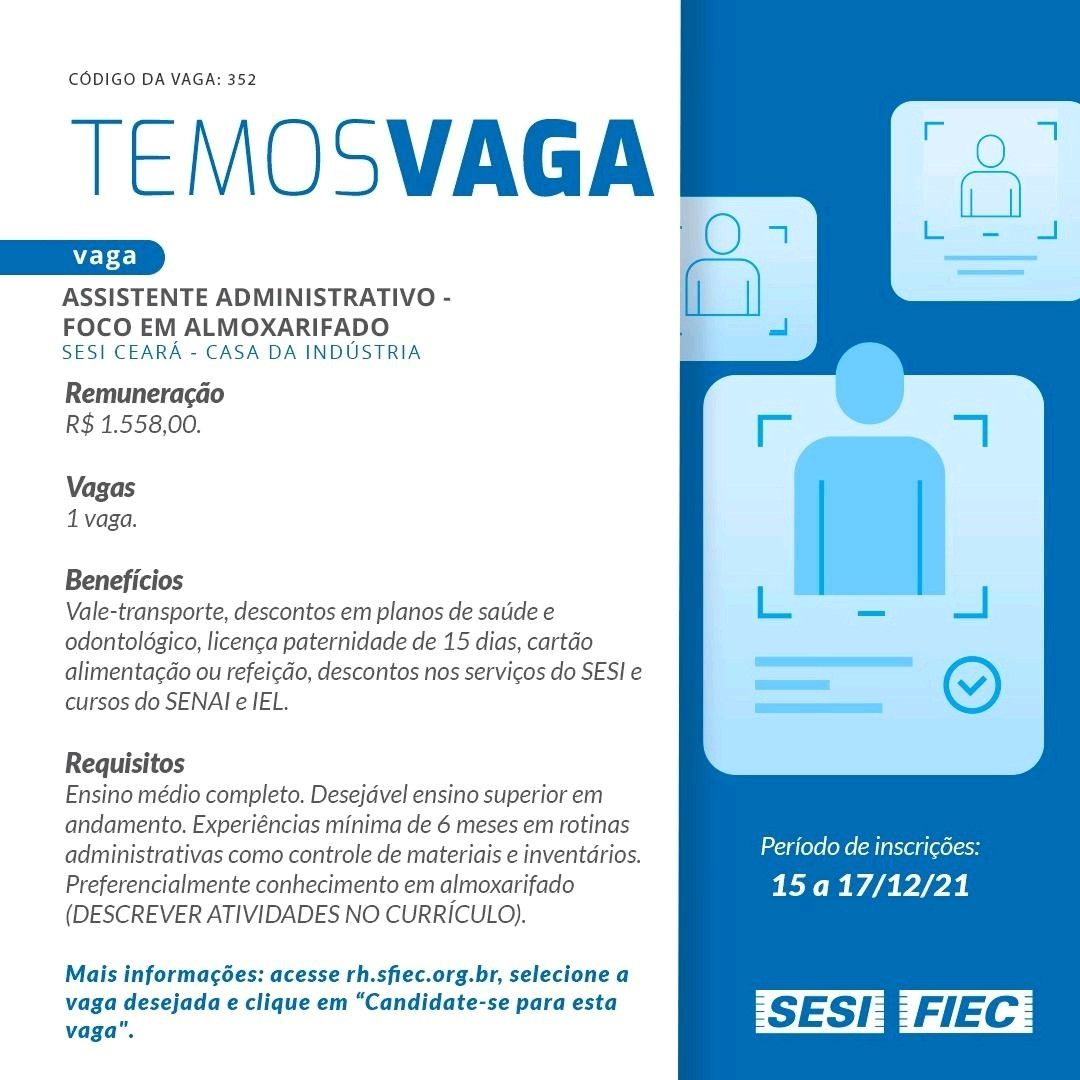 CÓDIGO DA VAGA: 352
TEMOSVAGA
vaga
ASSISTENTE ADMINISTRATIVO -
FOCO EM ALMOXARIFADO
SESI CEARÁ - CASA DA INDÚSTRIA
Remuneração
R$ 1.558,00.
Vagas
1 vaga.
Benefícios
Vale-transporte, descontos em planos de saúde e
odontológico, licença paternidade de 15 dias, cartão
alimentação ou refeição, descontos nos serviços do SESI e
cursos do SENAI e IEL.
Requisitos
Ensino médio completo. Desejável ensino superior em
andamento. Experiências mínima de 6 meses em rotinas
administrativas como controle de materiais e inventários.
Preferencialmente conhecimento em almoxarifado
(DESCREVER ATIVIDADES NO CURRÍCULO).
Mais informações: acesse rh.sfiec.org.br, selecione a
vaga desejada e clique em “Candidate-se para esta
vaga".
Período de inscrições:
15 a 17/12/21
SESI FIEC